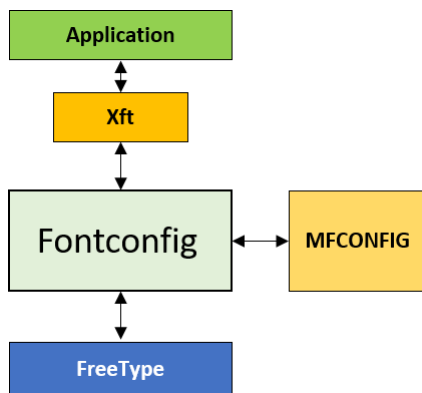 Application
Xft
Fontconfig
MFCONFIG
FreeType